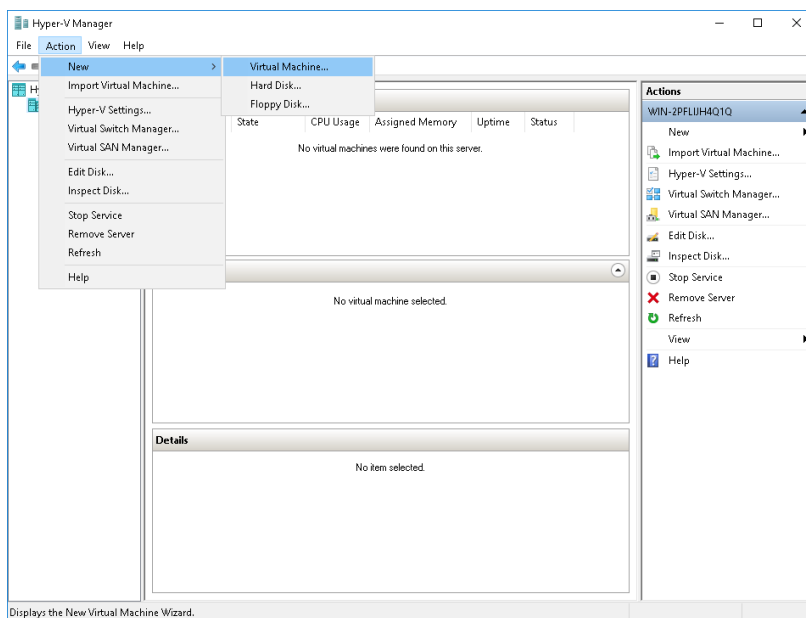 Hyper-V Manager
File Action View Help
New
Import Virtual Machine...
Hyper-V Settings...
Virtual Switch Manager...
Virtual SAN Manager...
Edit Disk...
Inspect Disk...
Stop Service
Remove Server
Refresh
Help
Virtual Machine...
Hard Disk...
Floppy Disk...
State CPU Usage Assigned Memory Uptime Status
No virtual machines were found on this server.
No virtual machine selected.
Details
No item selected.
Actions
WIN-2PFLIJH4Q1Q
New
Import Virtual Machine...
Hyper-V Settings...
Virtual Switch Manager...
Virtual SAN Manager...
Edit Disk...
Inspect Disk...
Stop Service
Remove Server
Refresh
View
Help
Displays the New Virtual Machine Wizard.